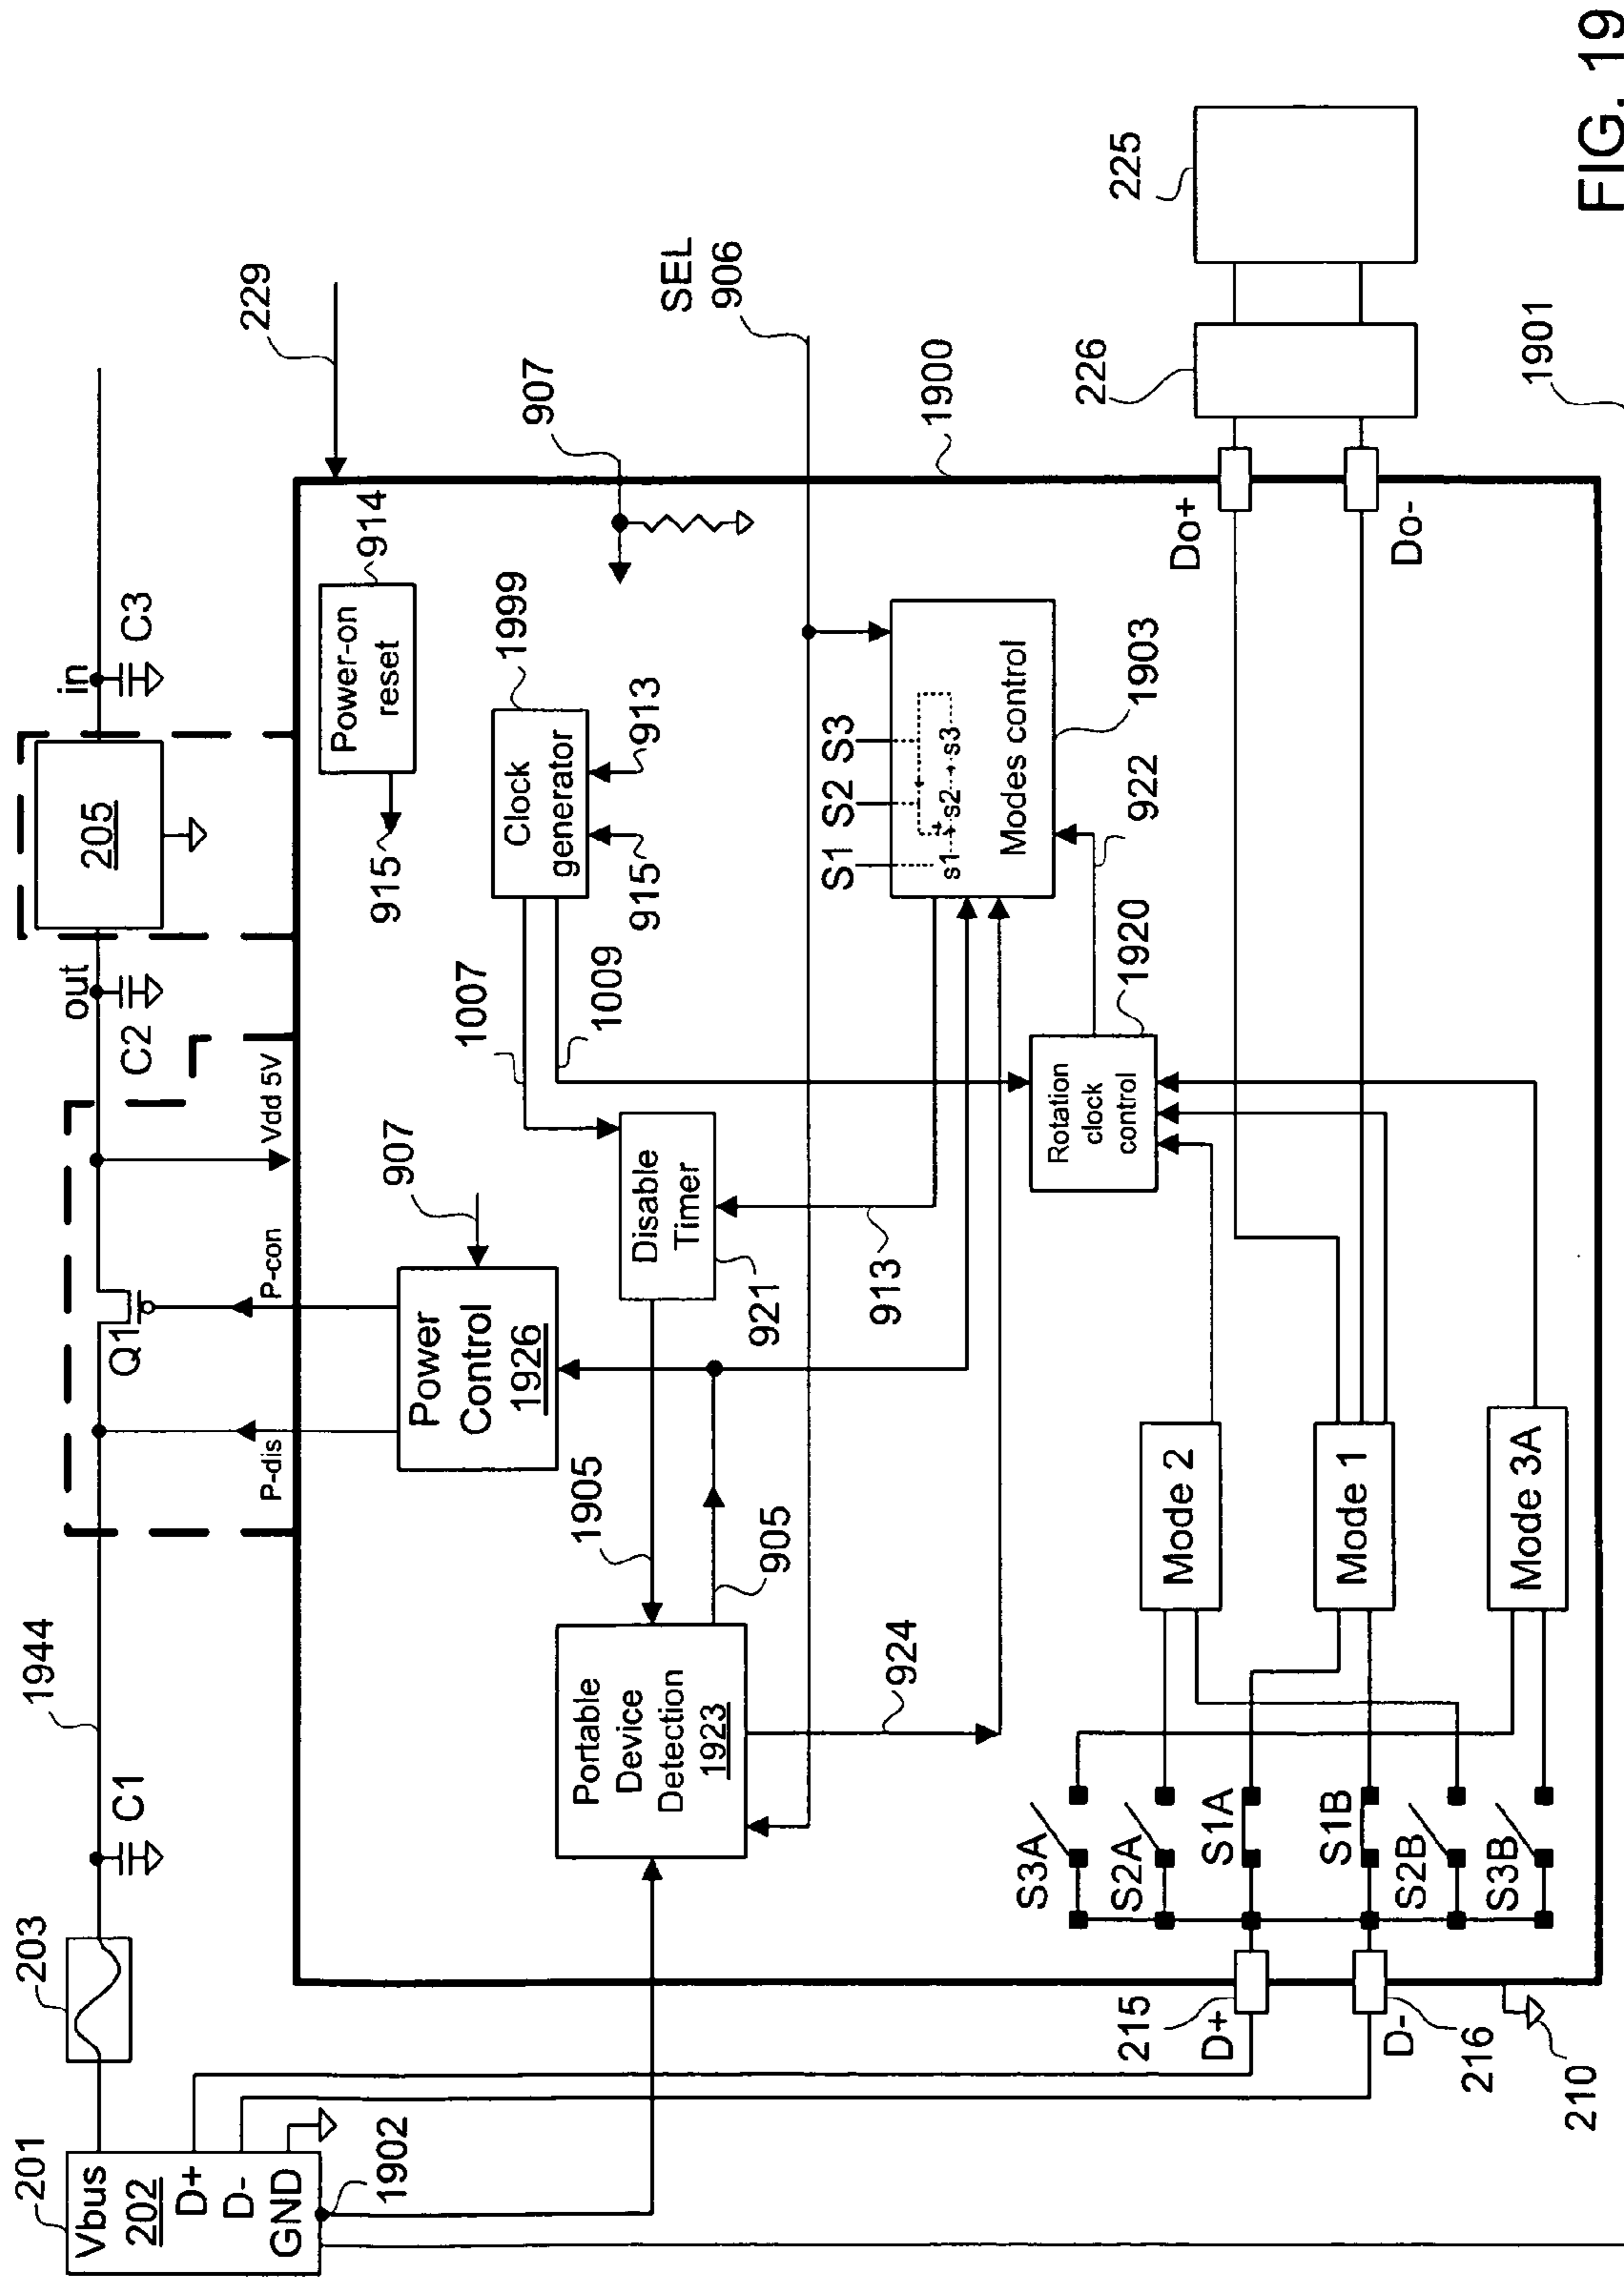 201
Vbus
202
D+
D-
GND
1902
203
C1
1944
Q1
P-dis
P-con
Vdd 5V
C2
out
205
in
C3
229
907
Power Control
1926
907
Power-on reset
914
915
Clock generator
1999
915
913
1007
1009
Disable Timer
921
1905
905
Portable Device Detection
1923
924
913
SEL
906
S1 S2 S3
s1 s2 s3
Modes control
1903
922
Rotation clock control
1920
1900
Mode 2
Mode 1
Mode 3A
S3A
S2A
S1A
S1B
S2B
S3B
215
D+
D-
216
210
Do+
Do-
226
225
1901
FIG. 19